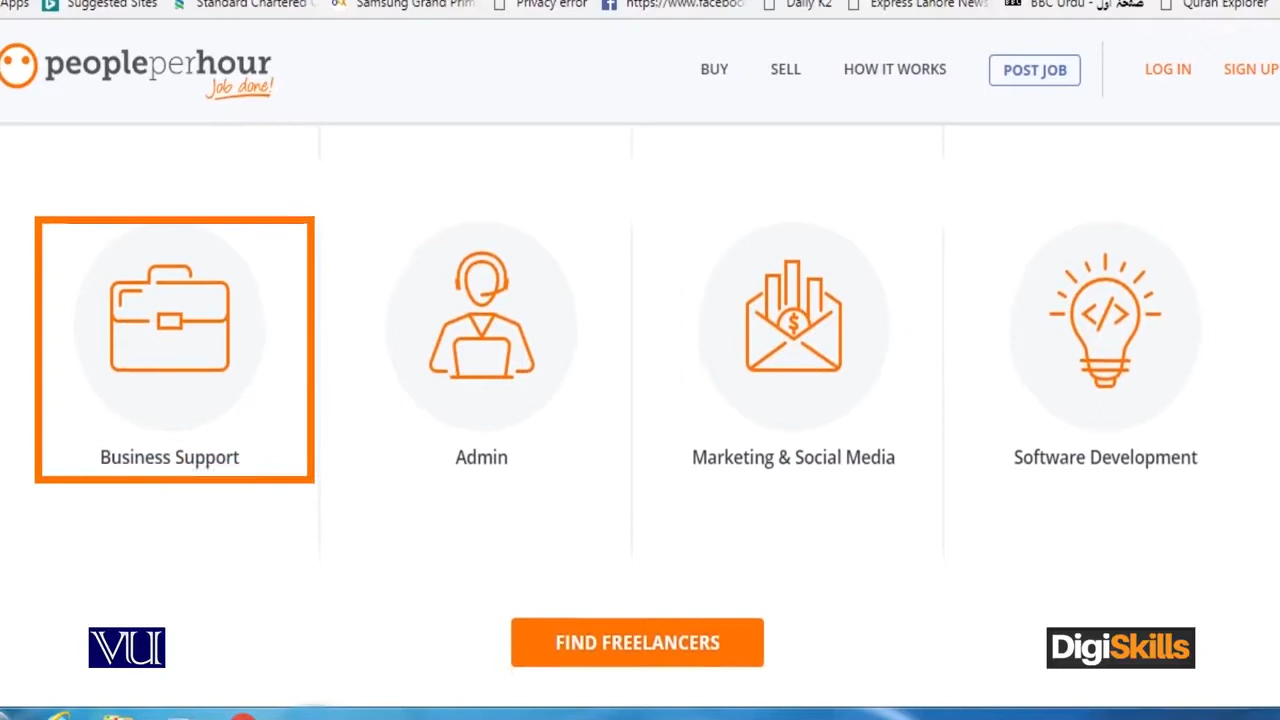 Apps Suggested Sites Standard Chartered Samsung Grand Prim Privacy error https://www.faceboo Daily K2 Express Lahore News BBC BBC Urdu - صفحۂ اول Quran Explorer
peopleperhour
Job done!
BUY SELL HOW IT WORKS POST JOB LOG IN SIGN UP
Business Support Admin Marketing & Social Media Software Development
VU FIND FREELANCERS DigiSkills